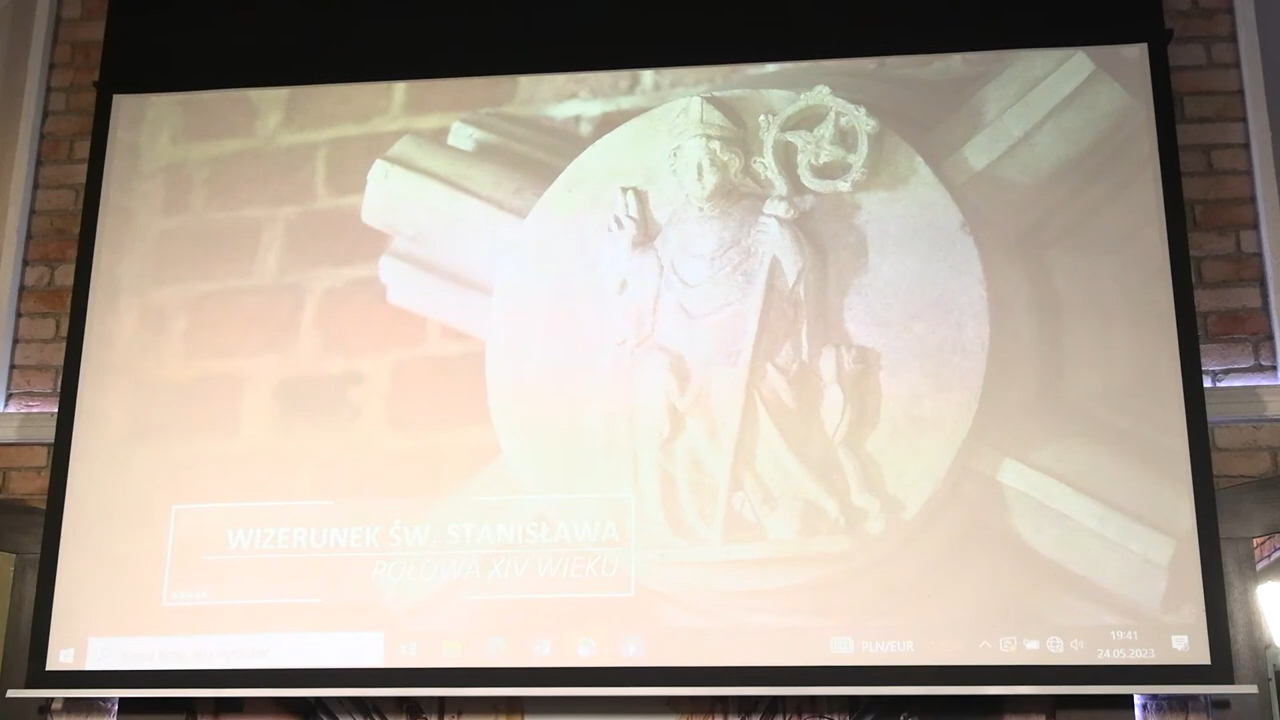 WIZERUNEK ŚW. STANISŁAWA
POŁOWA XIV WIEKU
PLN/EUR
19:41
24.05.2023